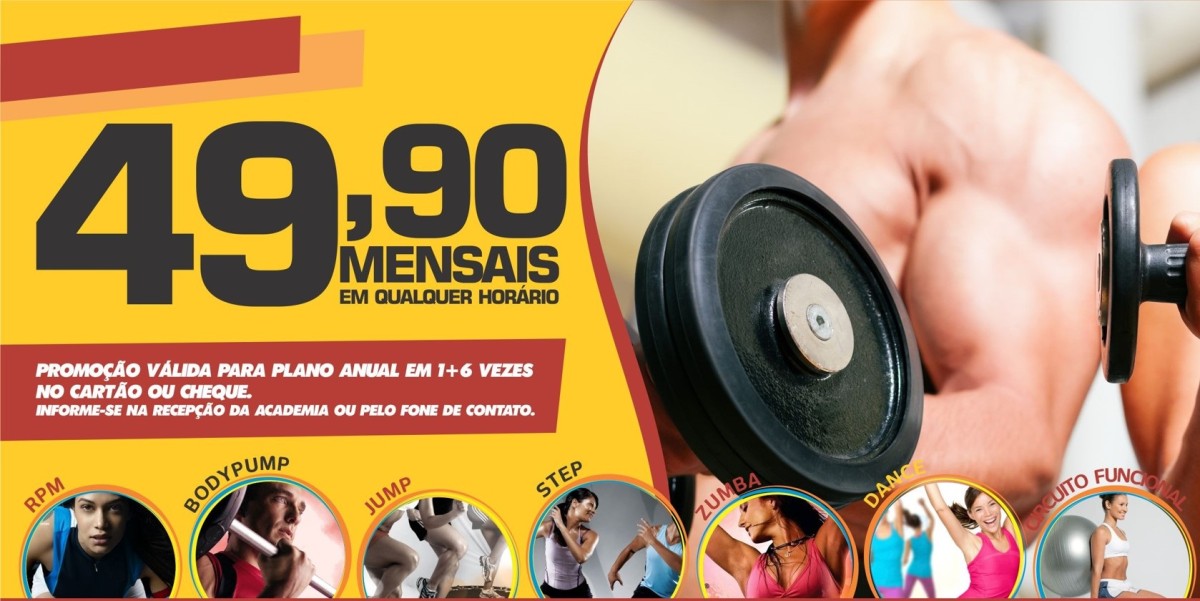 49,90
MENSAIS
EM QUALQUER HORÁRIO
PROMOÇÃO VÁLIDA PARA PLANO ANUAL EM 1+6 VEZES
NO CARTÃO OU CHEQUE.
INFORME-SE NA RECEPÇÃO DA ACADEMIA OU PELO FONE DE CONTATO.
RPM
BODYPUMP
JUMP
STEP
ZUMBA
DANCE
CIRCUITO FUNCIONAL